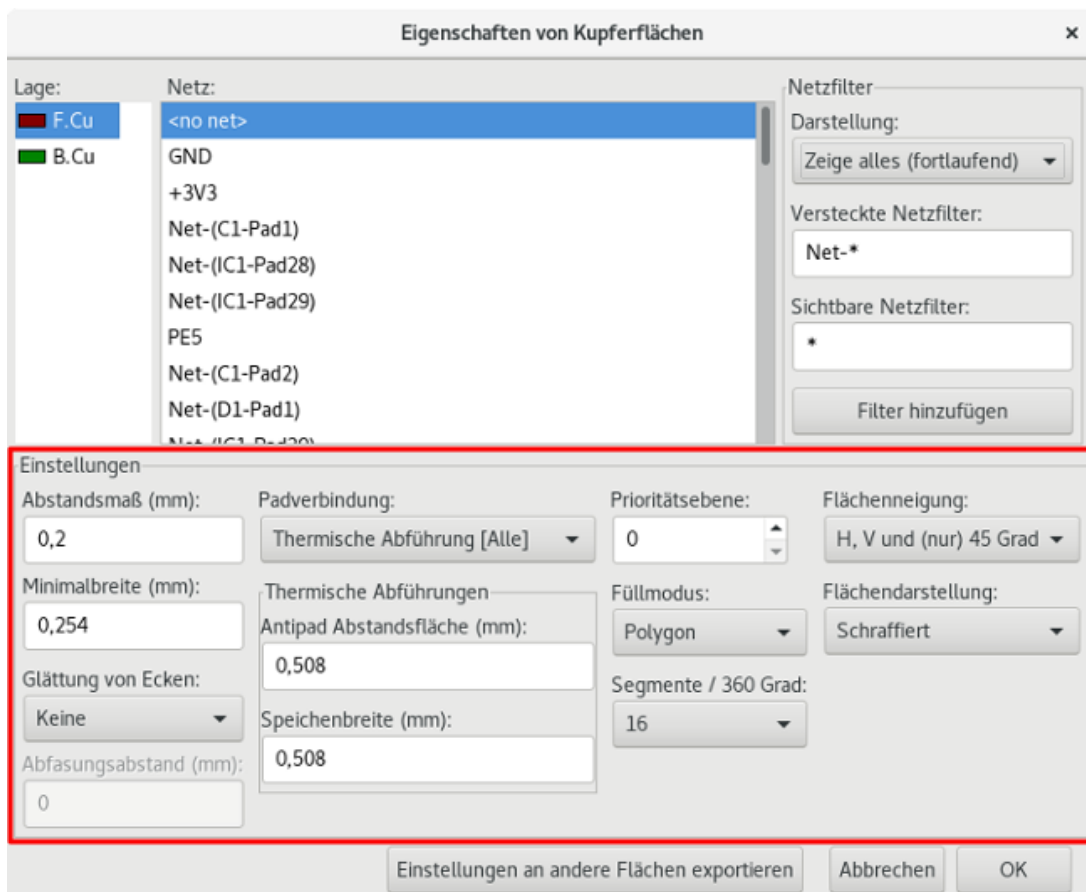 Eigenschaften von Kupferflächen
×
Lage:
F.Cu
B.Cu
Netz:
<no net>
GND
+3V3
Net-(C1-Pad1)
Net-(IC1-Pad28)
Net-(IC1-Pad29)
PE5
Net-(C1-Pad2)
Net-(D1-Pad1)
Netzfilter
Darstellung:
Zeige alles (fortlaufend)
Versteckte Netzfilter:
Net-*
Sichtbare Netzfilter:
*
Filter hinzufügen
Einstellungen
Abstandsmaß (mm):
0,2
Minimalbreite (mm):
0,254
Glättung von Ecken:
Keine
Abfasungsabstand (mm):
0
Padverbindung:
Thermische Abführung [Alle]
Thermische Abführungen
Antipad Abstandsfläche (mm):
0,508
Speichenbreite (mm):
0,508
Prioritätsebene:
0
Füllmodus:
Polygon
Segmente / 360 Grad:
16
Flächenneigung:
H, V und (nur) 45 Grad
Flächendarstellung:
Schraffiert
Einstellungen an andere Flächen exportieren
Abbrechen
OK